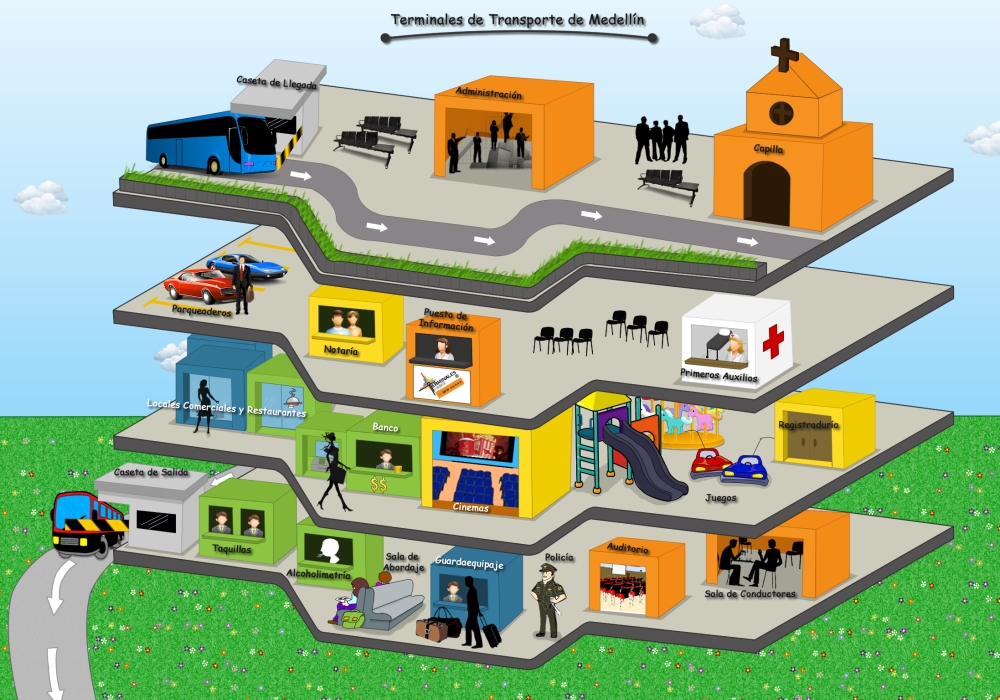 Terminales de Transporte de Medellín
Caseta de Llegada
Administración
Capilla
Parqueaderos
Notaría
Puesto de
Información
Primeros Auxilios
Locales Comerciales y Restaurantes
Banco
$$
Cinemas
Juegos
Registraduría
Caseta de Salida
Taquillas
Alcoholimetría
Sala de
Abordaje
Guardaequipaje
Policía
Auditorio
Sala de Conductores